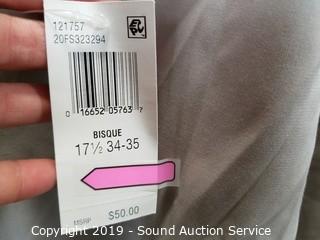 121757
20FS323294
0 16652 05763 7
BISQUE
17½ 34-35
MSRP $50.00
Copyright 2019 - Sound Auction Service